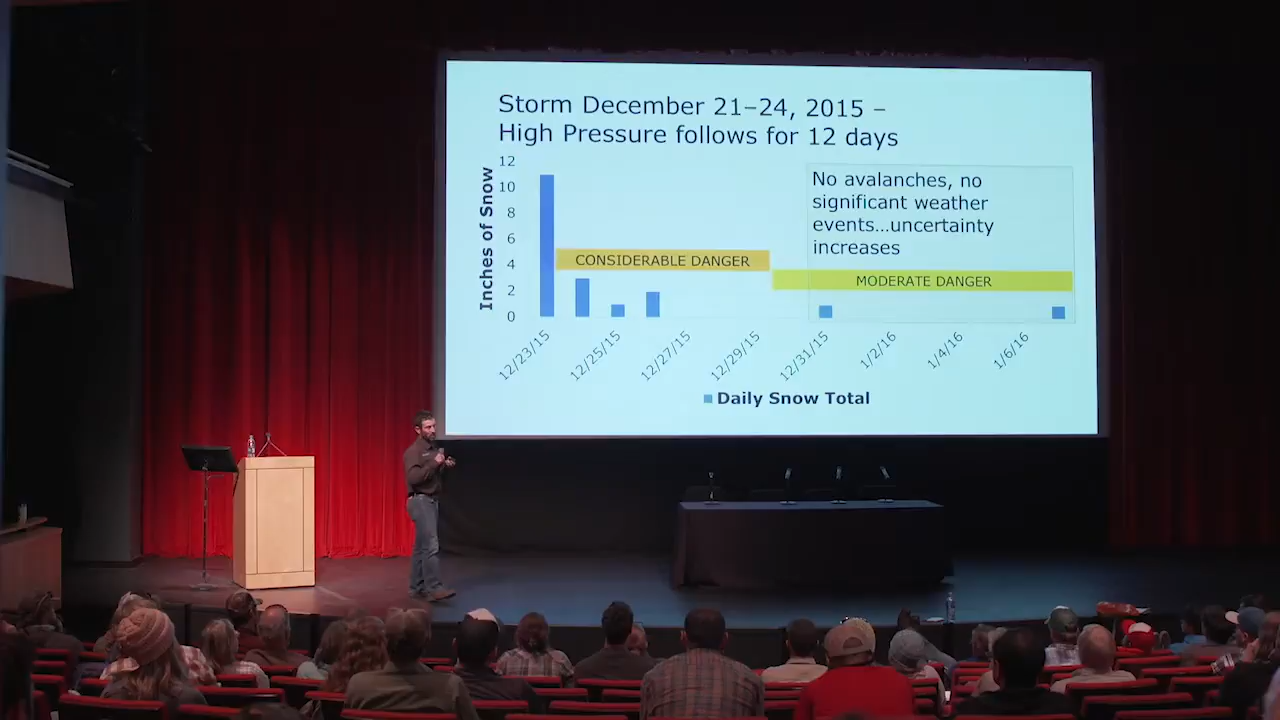 Storm December 21–24, 2015 –
High Pressure follows for 12 days
Inches of Snow
12
10
8
6
4
2
0
No avalanches, no
significant weather
events...uncertainty
increases
CONSIDERABLE DANGER
MODERATE DANGER
12/23/15
12/25/15
12/27/15
12/29/15
12/31/15
1/2/16
1/4/16
1/6/16
Daily Snow Total